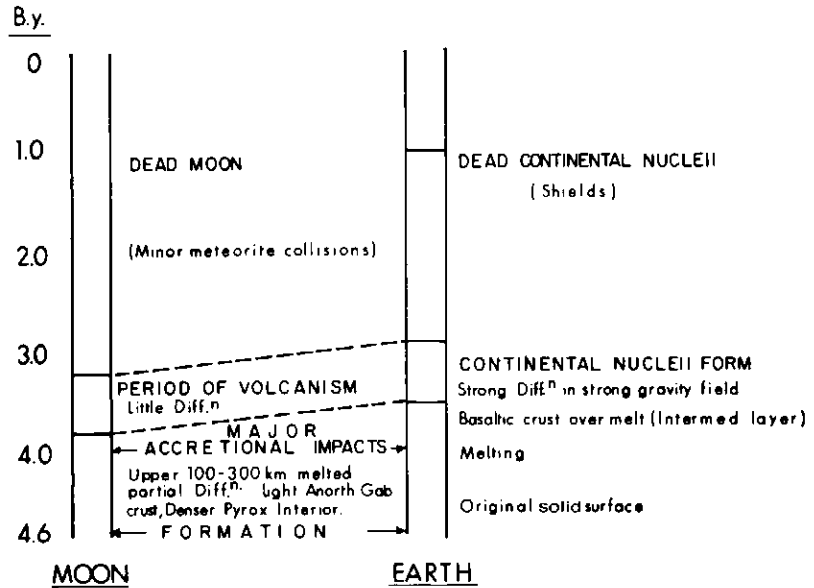 B.y.
0
1.0
2.0
3.0
4.0
4.6
DEAD MOON
(Minor meteorite collisions)
PERIOD OF VOLCANISM
Little Diff.n
MAJOR
ACCRETIONAL IMPACTS
Upper 100-300 km melted
partial Diff.n. light Anorth Gab
crust, Denser Pyrox Interior.
FORMATION
DEAD CONTINENTAL NUCLEII
(Shields)
CONTINENTAL NUCLEII FORM
Strong Diff.n in strong gravity field
Basaltic crust over melt (Intermed layer)
Melting
Original solid surface
MOON
EARTH